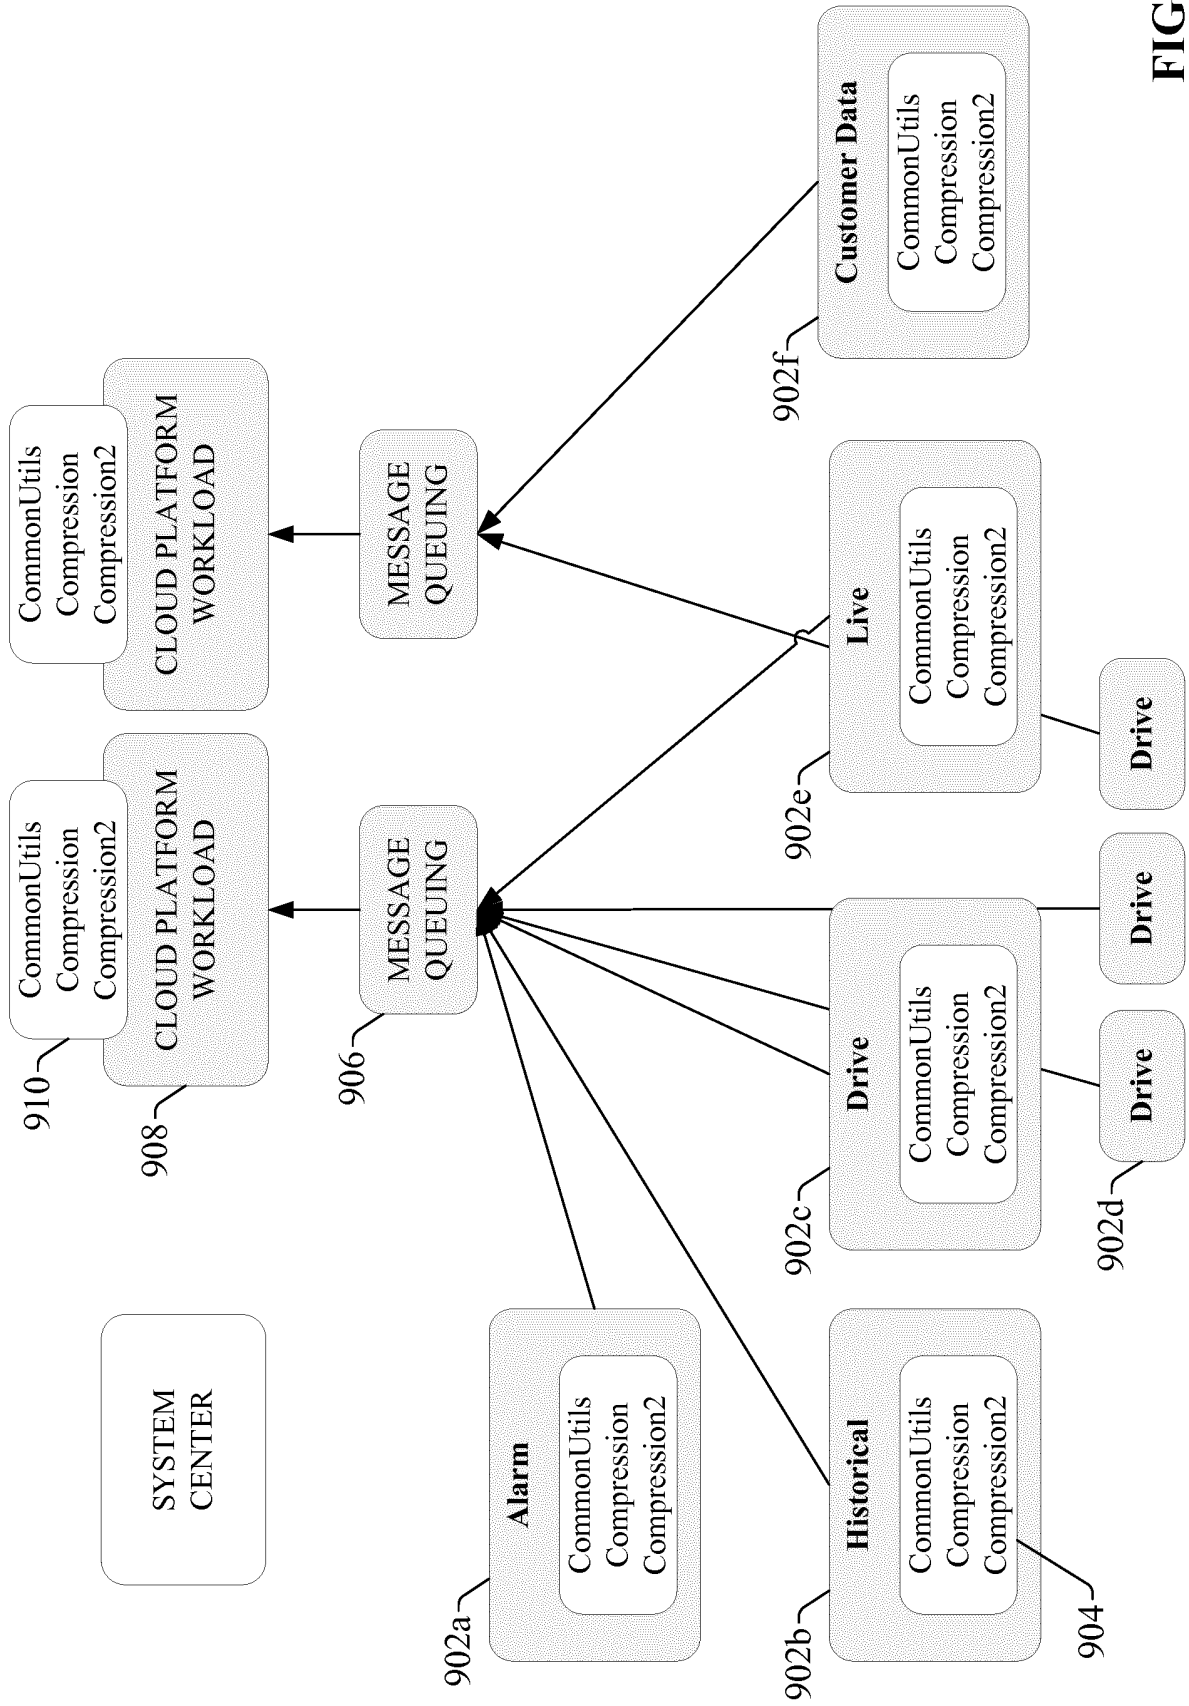 SYSTEM
CENTER
910
CommonUtils
Compression
Compression2
908
CLOUD PLATFORM
WORKLOAD
CommonUtils
Compression
Compression2
CLOUD PLATFORM
WORKLOAD
906
MESSAGE
QUEUING
MESSAGE
QUEUING
902a
Alarm
CommonUtils
Compression
Compression2
902b
Historical
CommonUtils
Compression
Compression2
904
902c
Drive
CommonUtils
Compression
Compression2
902e
Live
CommonUtils
Compression
Compression2
902f
Customer Data
CommonUtils
Compression
Compression2
902d
Drive
Drive
Drive
FIG